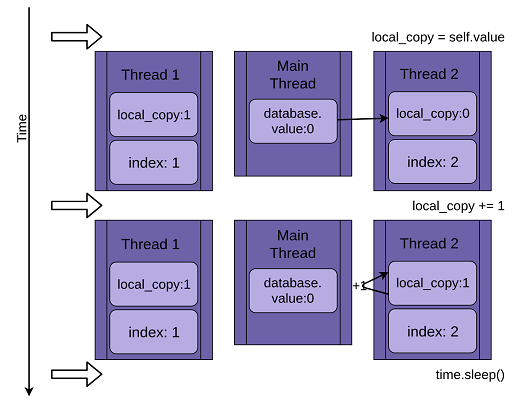 local_copy = self.value
Time
Thread 1
local_copy:1
index: 1
Main
Thread
database.
value:0
Thread 2
local_copy:0
index: 2
local_copy += 1
Thread 1
local_copy:1
index: 1
Main
Thread
database.
value:0
+1
Thread 2
local_copy:1
index: 2
time.sleep()